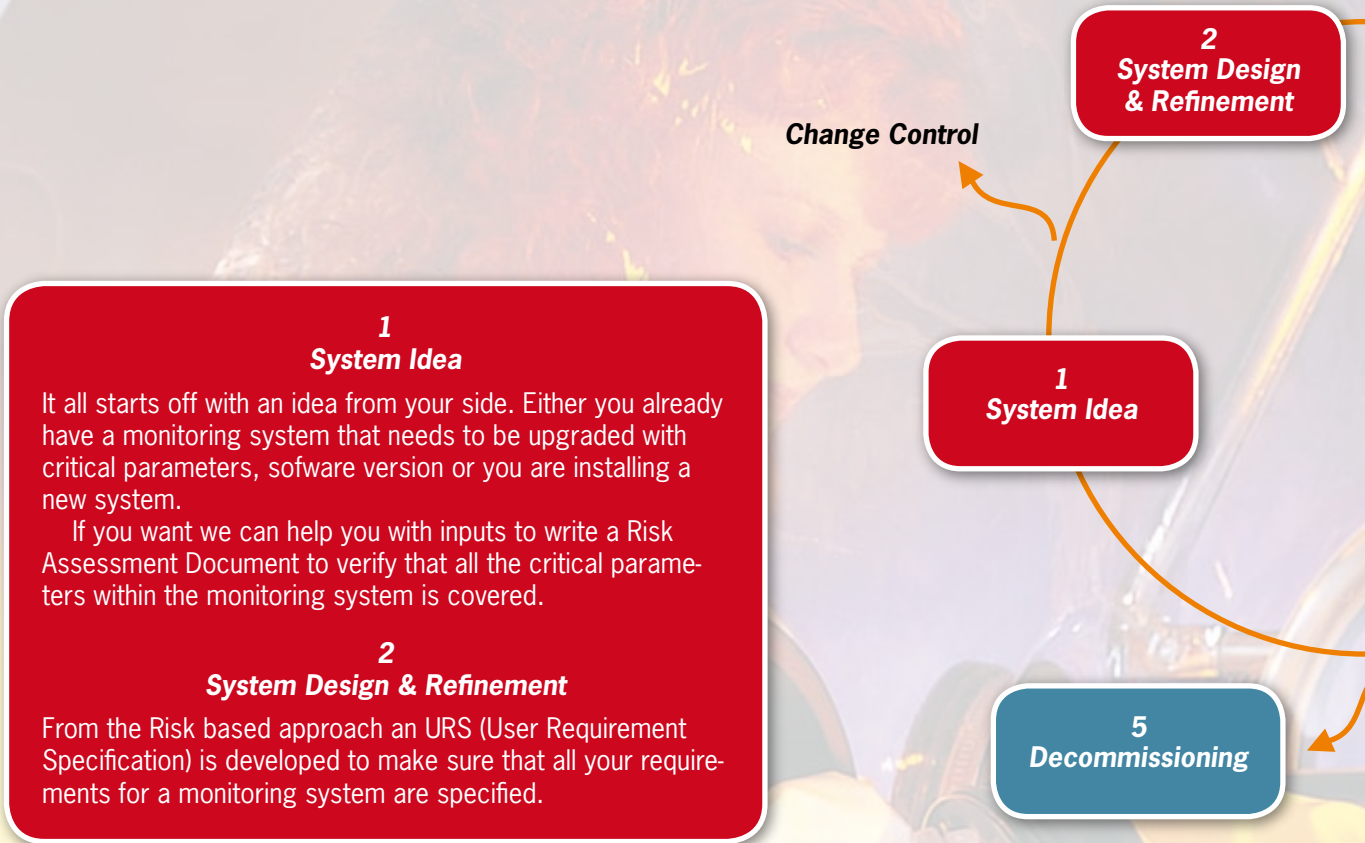 2
System Design
& Refinement
Change Control
1
System Idea
It all starts off with an idea from your side. Either you already
have a monitoring system that needs to be upgraded with
critical parameters, sofware version or you are installing a
new system.
If you want we can help you with inputs to write a Risk
Assessment Document to verify that all the critical parame-
ters within the monitoring system is covered.
2
System Design & Refinement
From the Risk based approach an URS (User Requirement
Specification) is developed to make sure that all your require-
ments for a monitoring system are specified.
1
System Idea
5
Decommissioning